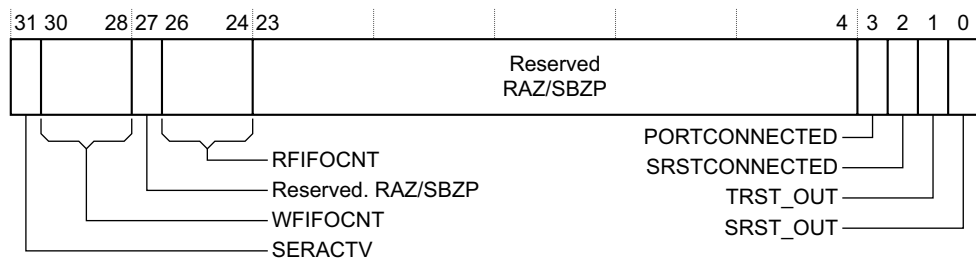 31 30 28 27 26 24 23 4 3 2 1 0
Reserved
RAZ/SBZP
PORTCONNECTED
RFIFOCNT
SRSTCONNECTED
Reserved. RAZ/SBZP
TRST_OUT
WFIFOCNT
SRST_OUT
SERACTV